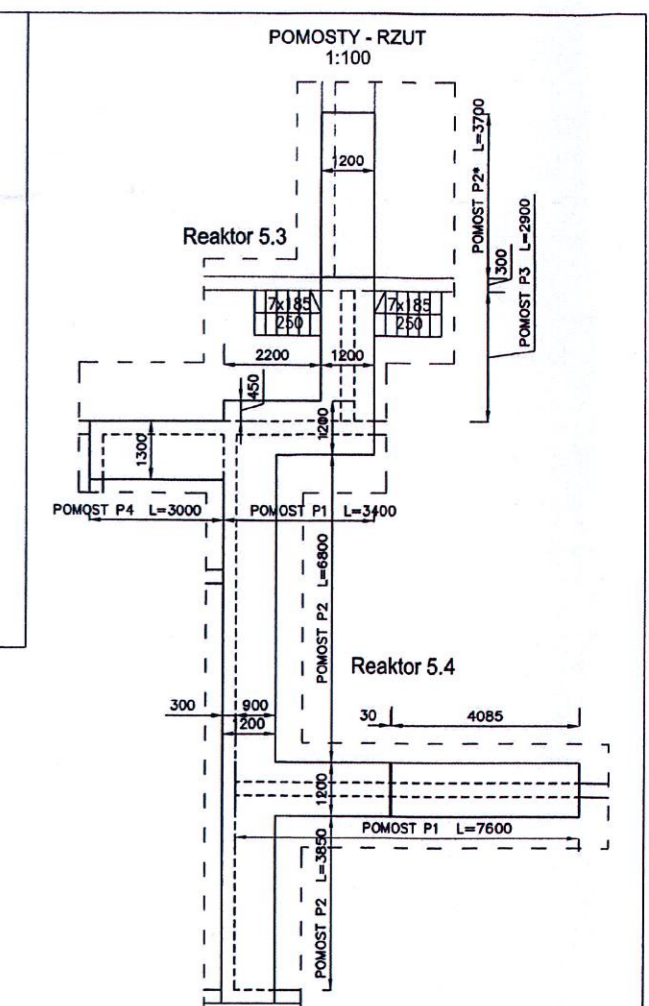 POMOSTY - RZUT
1:100
1200
POMOST P2* L=3700
300
POMOST P3 L=2900
Reaktor 5.3
7x185
250
7x185
250
2200
1200
450
1200
1300
POMOST P4 L=3000
POMOST P1 L=3400
POMOST P2 L=6800
Reaktor 5.4
300
900
1200
30
4085
1200
POMOST P1 L=7600
POMOST P2 L=3850